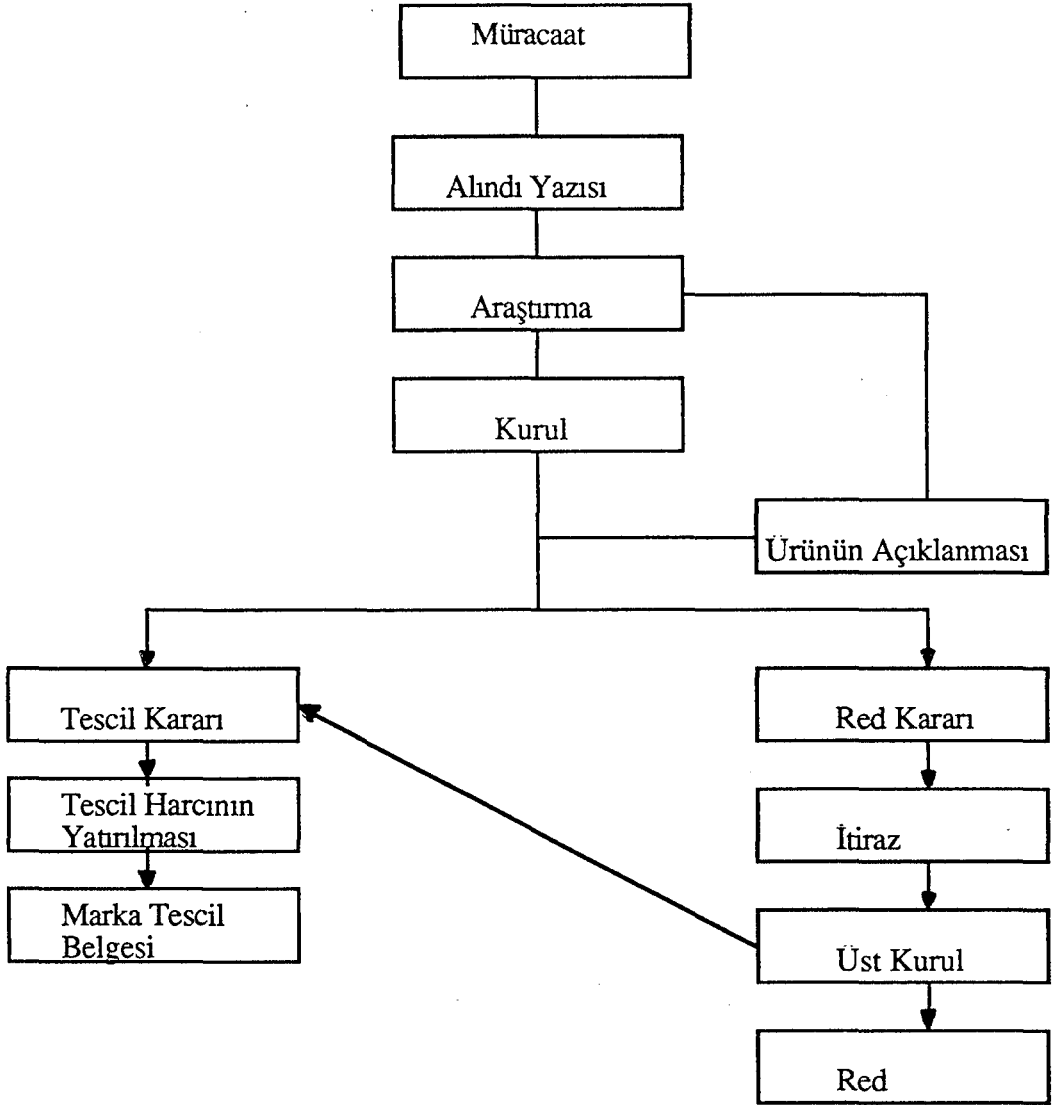 Müracaat
Alındı Yazısı
Araştırma
Kurul
Ürünün Açıklanması
Tescil Kararı
Red Kararı
Tescil Harcının
Yatırılması
İtiraz
Marka Tescil
Belgesi
Üst Kurul
Red